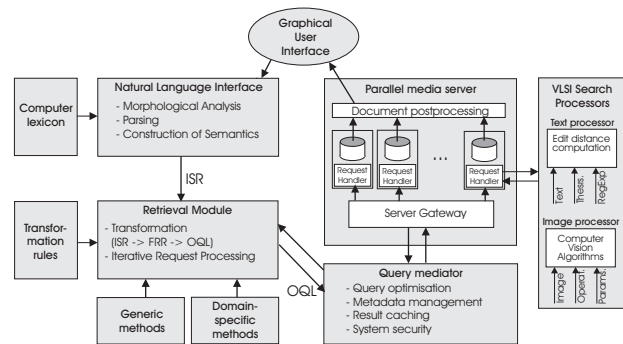 Graphical
User
Interface
Natural Language Interface
- Morphological Analysis
- Parsing
- Construction of Semantics
Computer
lexicon
ISR
Retrieval Module
- Transformation
(ISR -> FRR -> OQL)
- Iterative Request Processing
Transfor-
mation
rules
Generic
methods
Domain-
specific
methods
OQL
Parallel media server
Document postprocessing
Request
Handler
Request
Handler
...
Request
Handler
Server Gateway
Query mediator
- Query optimisation
- Metadata management
- Result caching
- System security
VLSI Search
Processors
Text processor
Edit distance
computation
Text
Thesrs.
RegExp
Image processor
Computer
Vision
Algorithms
Image
Operat.
Params.